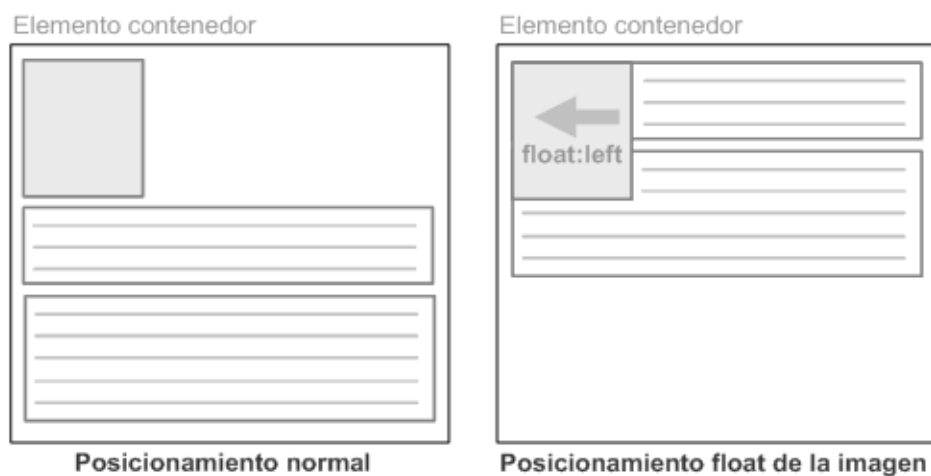 Elemento contenedor
Elemento contenedor
float:left
Posicionamiento normal
Posicionamiento float de la imagen